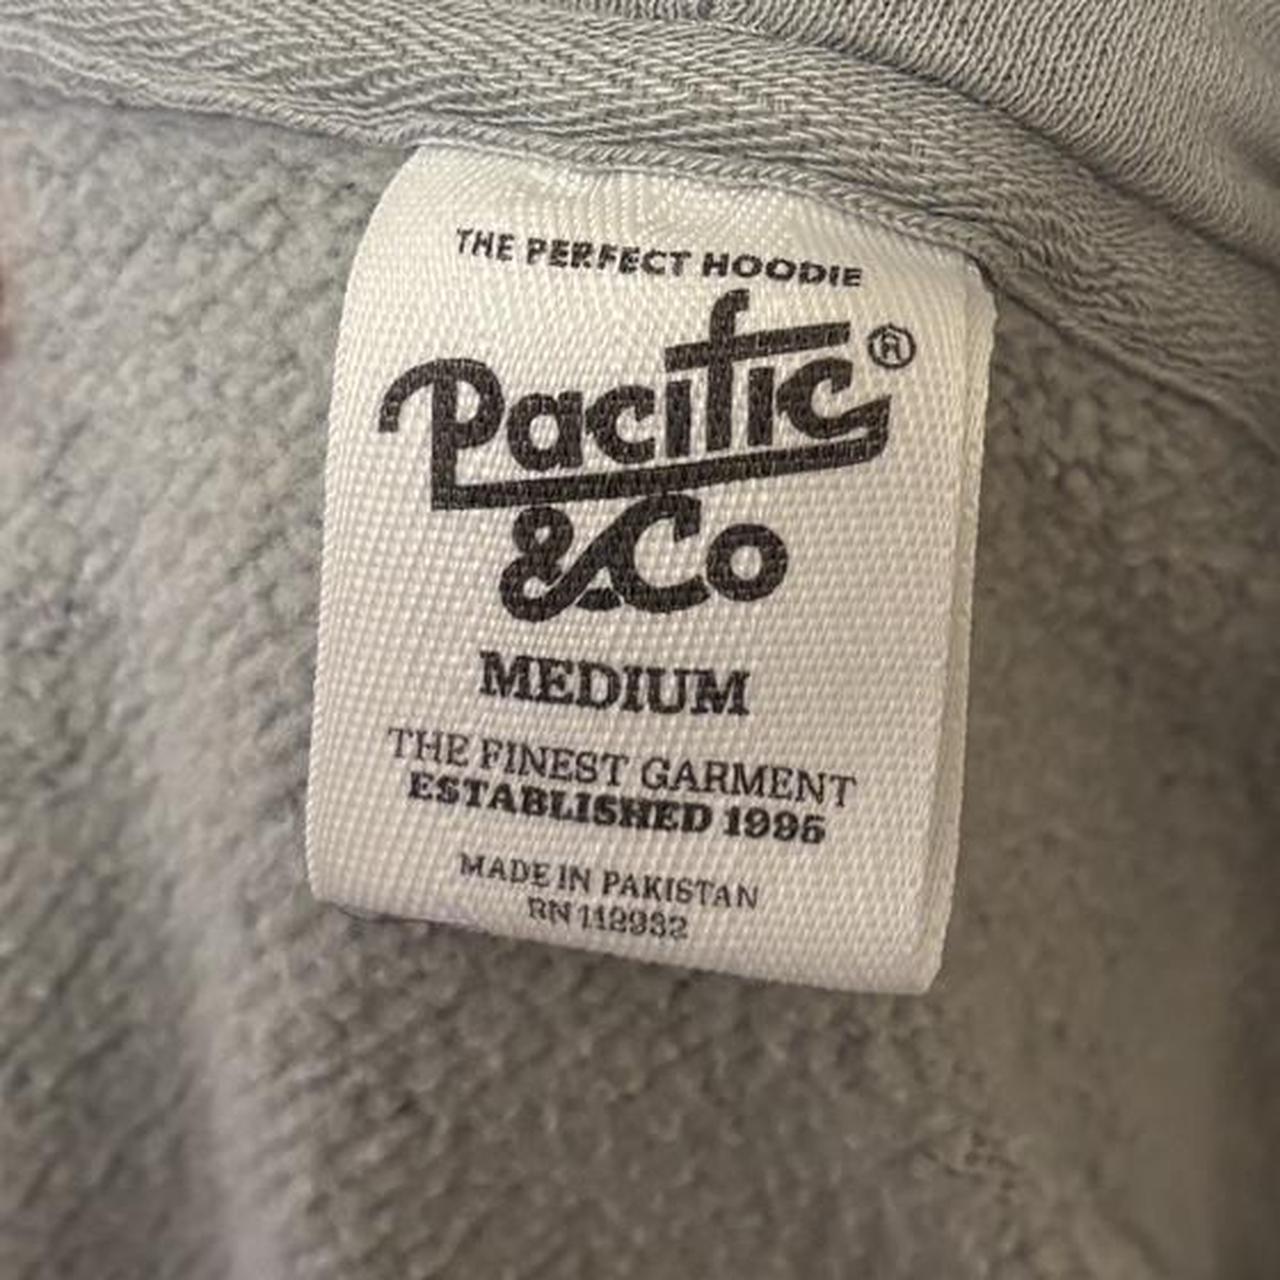 THE PERFECT HOODIE
Pacific ®
&Co
MEDIUM
THE FINEST GARMENT
ESTABLISHED 1995
MADE IN PAKISTAN
RN 112932